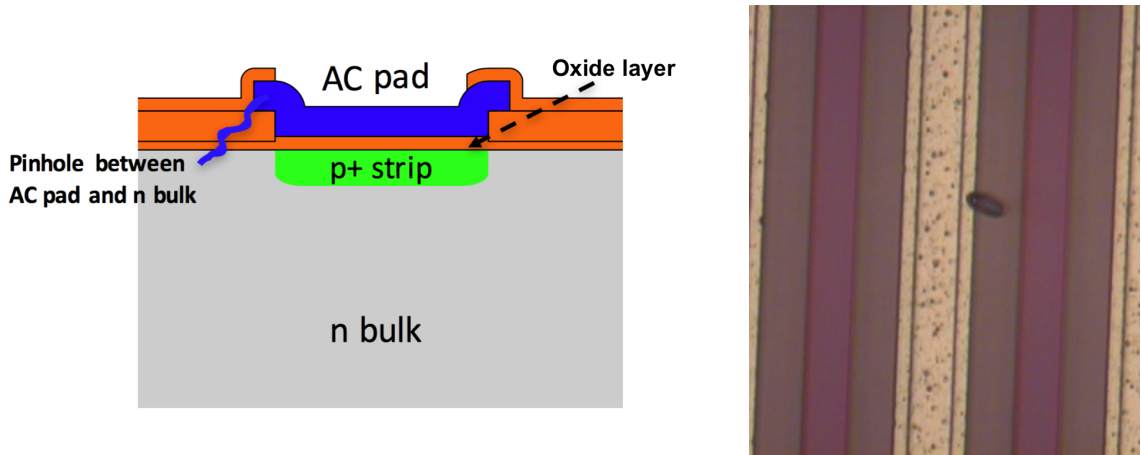 AC pad
Oxide layer
Pinhole between
AC pad and n bulk
p+ strip
n bulk